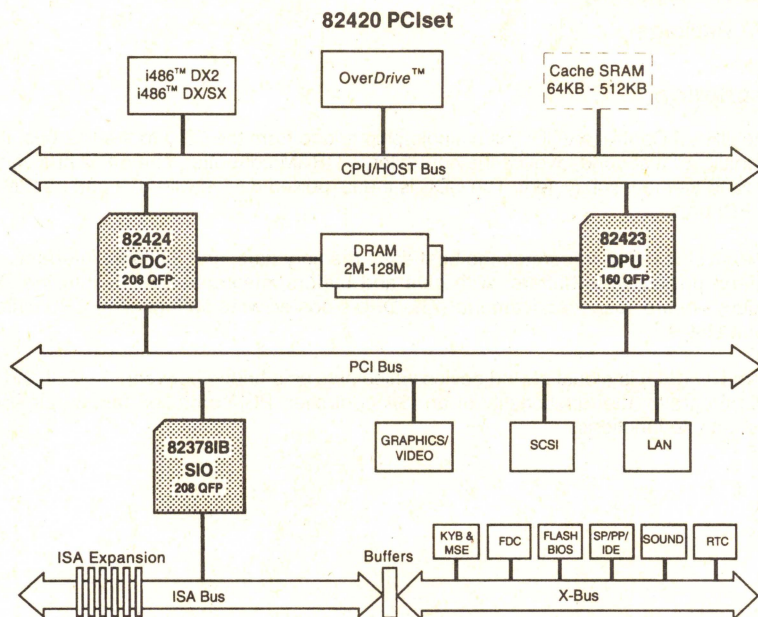 82420 PCIset
i486™ DX2
i486™ DX/SX
OverDrive™
Cache SRAM
64KB - 512KB
CPU/HOST Bus
82424
CDC
208 QFP
DRAM
2M-128M
82423
DPU
160 QFP
PCI Bus
82378IB
SIO
208 QFP
GRAPHICS/
VIDEO
SCSI
LAN
ISA Expansion
Buffers
KYB &
MSE
FDC
FLASH
BIOS
SP/PP/
IDE
SOUND
RTC
ISA Bus
X-Bus